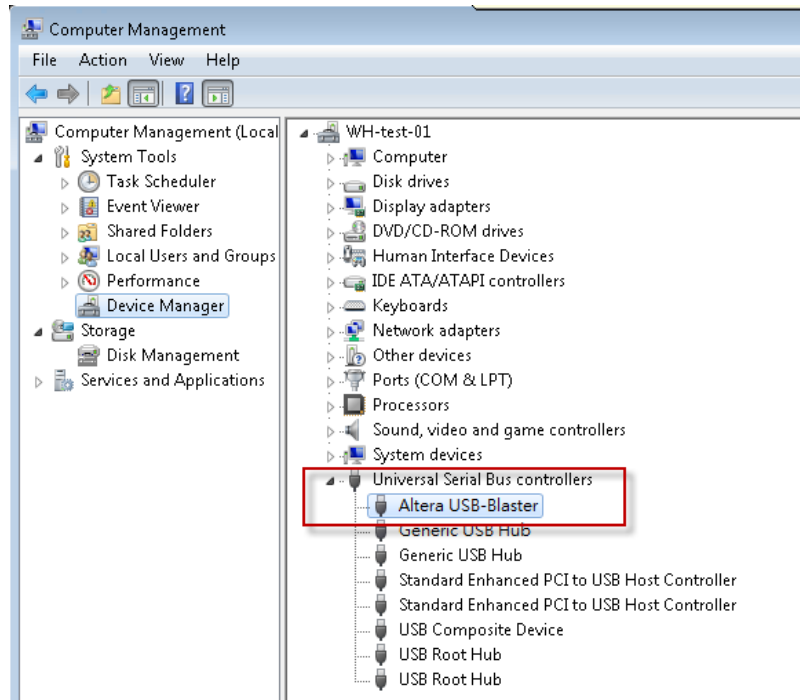 Computer Management
File Action View Help
Computer Management (Local
System Tools
Task Scheduler
Event Viewer
Shared Folders
Local Users and Groups
Performance
Device Manager
Storage
Disk Management
Services and Applications
WH-test-01
Computer
Disk drives
Display adapters
DVD/CD-ROM drives
Human Interface Devices
IDE ATA/ATAPI controllers
Keyboards
Network adapters
Other devices
Ports (COM & LPT)
Processors
Sound, video and game controllers
System devices
Universal Serial Bus controllers
Altera USB-Blaster
Generic USB Hub
Generic USB Hub
Standard Enhanced PCI to USB Host Controller
Standard Enhanced PCI to USB Host Controller
USB Composite Device
USB Root Hub
USB Root Hub